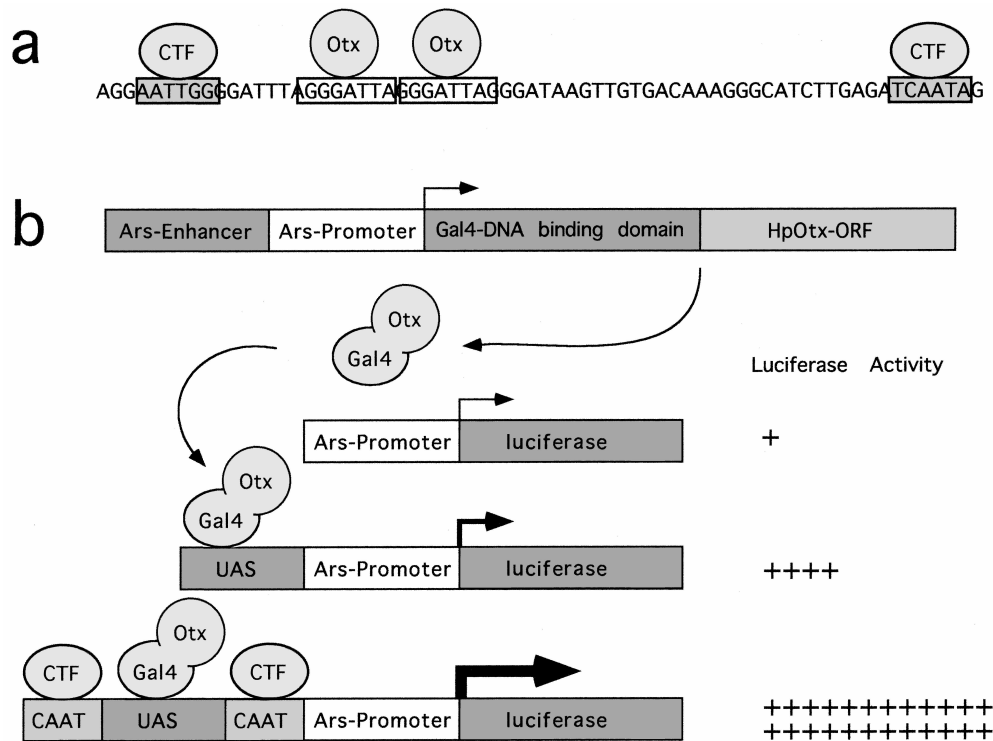 a
CTF Otx Otx CTF
AGGAATTGGGGGATTTAGGGATTAGGGATTAGGGATAAGTTGTGACAAAGGGCATCTTGAGATCAATAG
b
Ars-Enhancer Ars-Promoter Gal4-DNA binding domain HpOtx-ORF
Otx
Gal4
Luciferase Activity
Ars-Promoter luciferase +
Otx
Gal4
UAS Ars-Promoter luciferase ++++
Otx
CTF Gal4 CTF
CAAT UAS CAAT Ars-Promoter luciferase ++++++++++++
++++++++++++